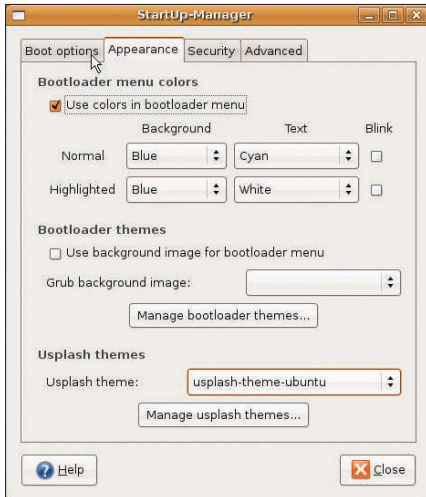 StartUp-Manager
Boot options Appearance Security Advanced
Bootloader menu colors
Use colors in bootloader menu
Background Text Blink
Normal Blue Cyan
Highlighted Blue White
Bootloader themes
Use background image for bootloader menu
Grub background image:
Manage bootloader themes...
Usplash themes
Usplash theme: usplash-theme-ubuntu
Manage usplash themes...
Help Close